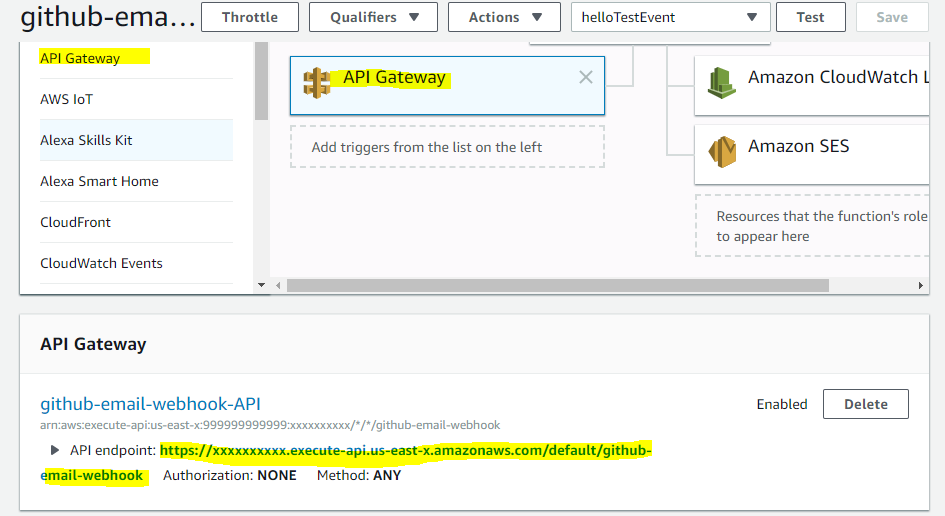 github-ema...
Throttle
Qualifiers
Actions
helloTestEvent
Test
Save
API Gateway
AWS IoT
Alexa Skills Kit
Alexa Smart Home
CloudFront
CloudWatch Events
API Gateway
Add triggers from the list on the left
Amazon CloudWatch L
Amazon SES
Resources that the function's role
to appear here
API Gateway
github-email-webhook-API
Enabled
Delete
arn:aws:execute-api:us-east-x:999999999999:xxxxxxxxxx/*/*/github-email-webhook
API endpoint: https://xxxxxxxxxx.execute-api.us-east-x.amazonaws.com/default/github-
email-webhook Authorization: NONE Method: ANY